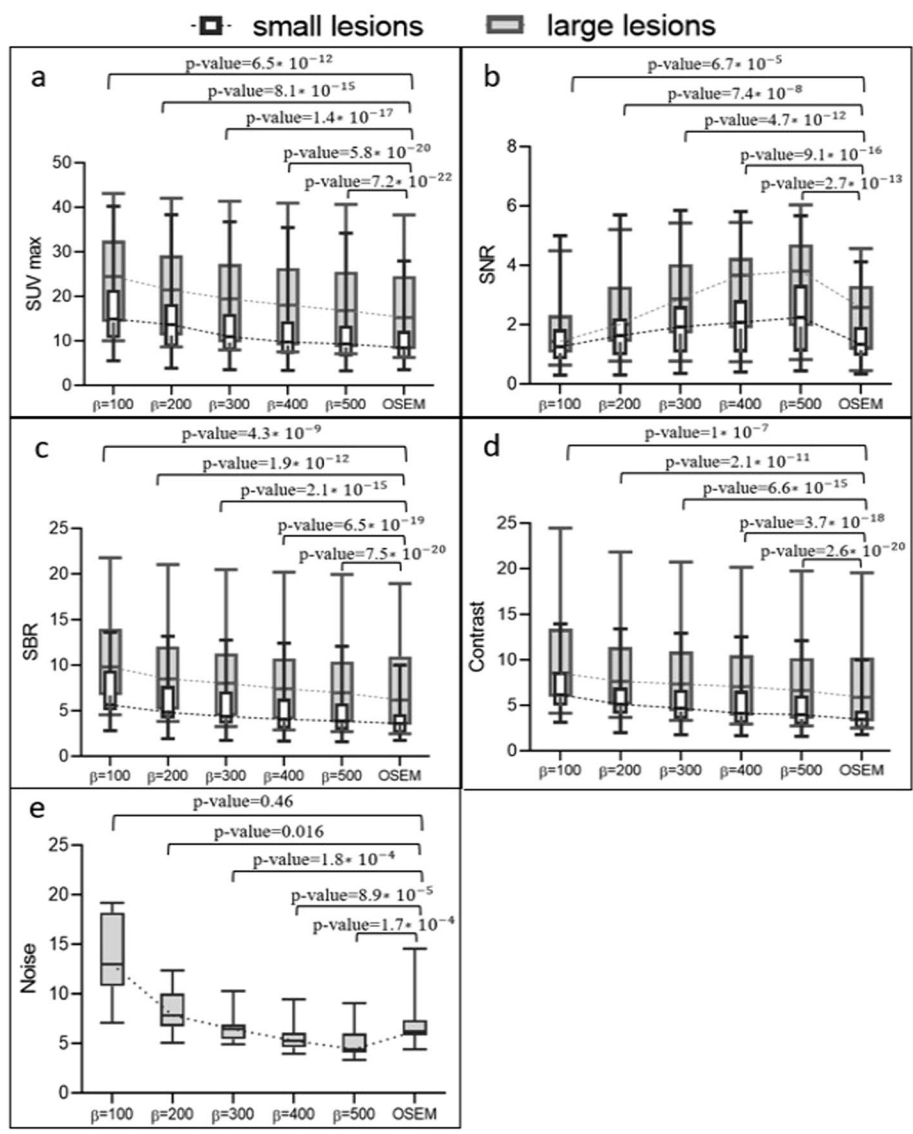 small lesions large lesions
a
p-value=6.5* 10⁻¹²
p-value=8.1* 10⁻¹⁵
p-value=1.4* 10⁻¹⁷
p-value=5.8* 10⁻²⁰
p-value=7.2* 10⁻²²
SUV max
50
40
30
20
10
0
β=100 β=200 β=300 β=400 β=500 OSEM
b
p-value=6.7* 10⁻⁵
p-value=7.4* 10⁻⁸
p-value=4.7* 10⁻¹²
p-value=9.1* 10⁻¹⁶
p-value=2.7* 10⁻¹³
SNR
8
6
4
2
0
β=100 β=200 β=300 β=400 β=500 OSEM
c
p-value=4.3* 10⁻⁹
p-value=1.9* 10⁻¹²
p-value=2.1* 10⁻¹⁵
p-value=6.5* 10⁻¹⁹
p-value=7.5* 10⁻²⁰
SBR
25
20
15
10
5
0
β=100 β=200 β=300 β=400 β=500 OSEM
d
p-value=1* 10⁻⁷
p-value=2.1* 10⁻¹¹
p-value=6.6* 10⁻¹⁵
p-value=3.7* 10⁻¹⁸
p-value=2.6* 10⁻²⁰
Contrast
25
20
15
10
5
0
β=100 β=200 β=300 β=400 β=500 OSEM
e
p-value=0.46
p-value=0.016
p-value=1.8* 10⁻⁴
p-value=8.9* 10⁻⁵
p-value=1.7* 10⁻⁴
Noise
25
20
15
10
5
0
β=100 β=200 β=300 β=400 β=500 OSEM